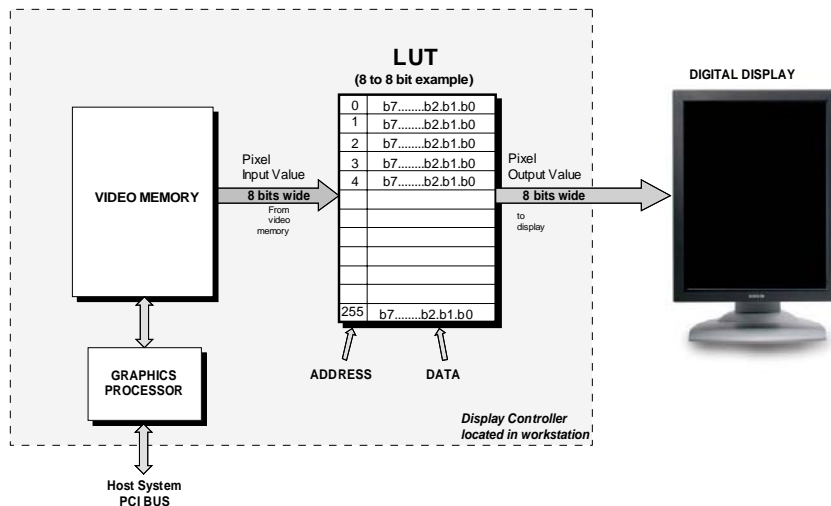 LUT
(8 to 8 bit example)
DIGITAL DISPLAY
0 b7........b2.b1.b0
1 b7........b2.b1.b0
2 b7........b2.b1.b0
3 b7........b2.b1.b0
4 b7........b2.b1.b0
255 b7........b2.b1.b0
VIDEO MEMORY
Pixel
Input Value
8 bits wide
From
video
memory
Pixel
Output Value
8 bits wide
to
display
ADDRESS
DATA
GRAPHICS
PROCESSOR
Display Controller
located in workstation
Host System
PCI BUS